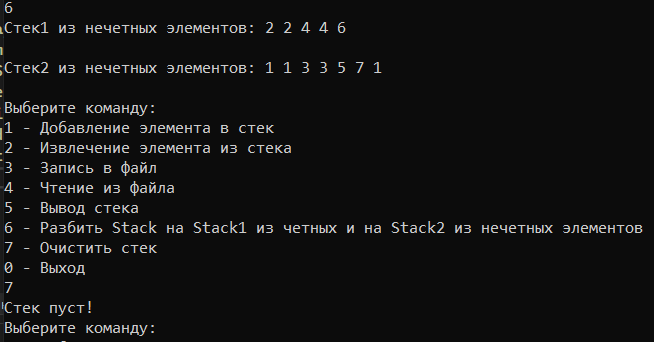 6
Стек1 из нечетных элементов: 2 2 4 4 6
Стек2 из нечетных элементов: 1 1 3 3 5 7 1
Выберите команду:
1 - Добавление элемента в стек
2 - Извлечение элемента из стека
3 - Запись в файл
4 - Чтение из файла
5 - Вывод стека
6 - Разбить Stack на Stack1 из четных и на Stack2 из нечетных элементов
7 - Очистить стек
0 - Выход
7
Стек пуст!
Выберите команду: